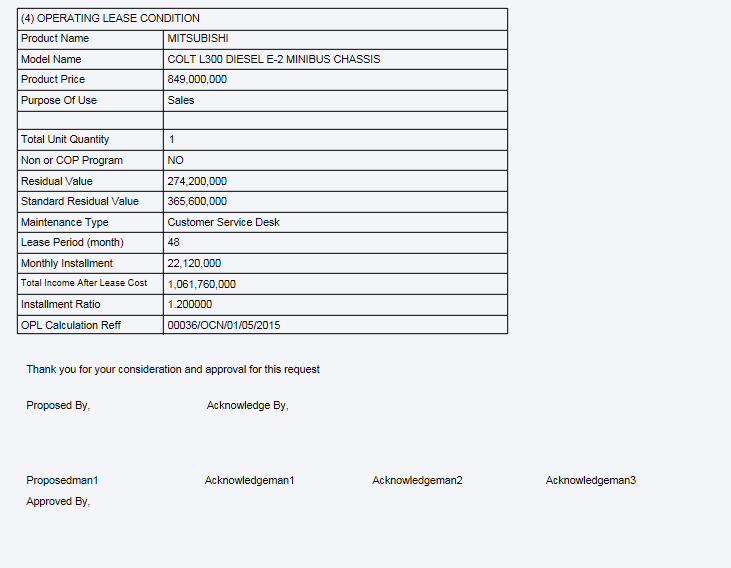 (4) OPERATING LEASE CONDITION
Product Name MITSUBISHI
Model Name COLT L300 DIESEL E-2 MINIBUS CHASSIS
Product Price 849,000,000
Purpose Of Use Sales
Total Unit Quantity 1
Non or COP Program NO
Residual Value 274,200,000
Standard Residual Value 365,600,000
Maintenance Type Customer Service Desk
Lease Period (month) 48
Monthly Installment 22,120,000
Total Income After Lease Cost 1,061,760,000
Installment Ratio 1.200000
OPL Calculation Reff 00036/OCN/01/05/2015
Thank you for your consideration and approval for this request
Proposed By, Acknowledge By,
Proposedman1 Acknowledgeman1 Acknowledgeman2 Acknowledgeman3
Approved By,